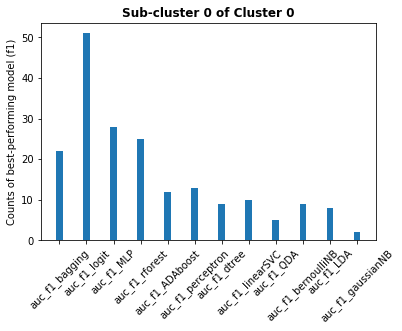 Sub-cluster 0 of Cluster 0
Counts of best-performing model (f1)
50
40
30
20
10
0
auc_f1_bagging
auc_f1_logit
auc_f1_MLP
auc_f1_rforest
auc_f1_ADAboost
auc_f1_perceptron
auc_f1_dtree
auc_f1_linearSVC
auc_f1_QDA
auc_f1_bernoulliNB
auc_f1_LDA
auc_f1_gaussianNB